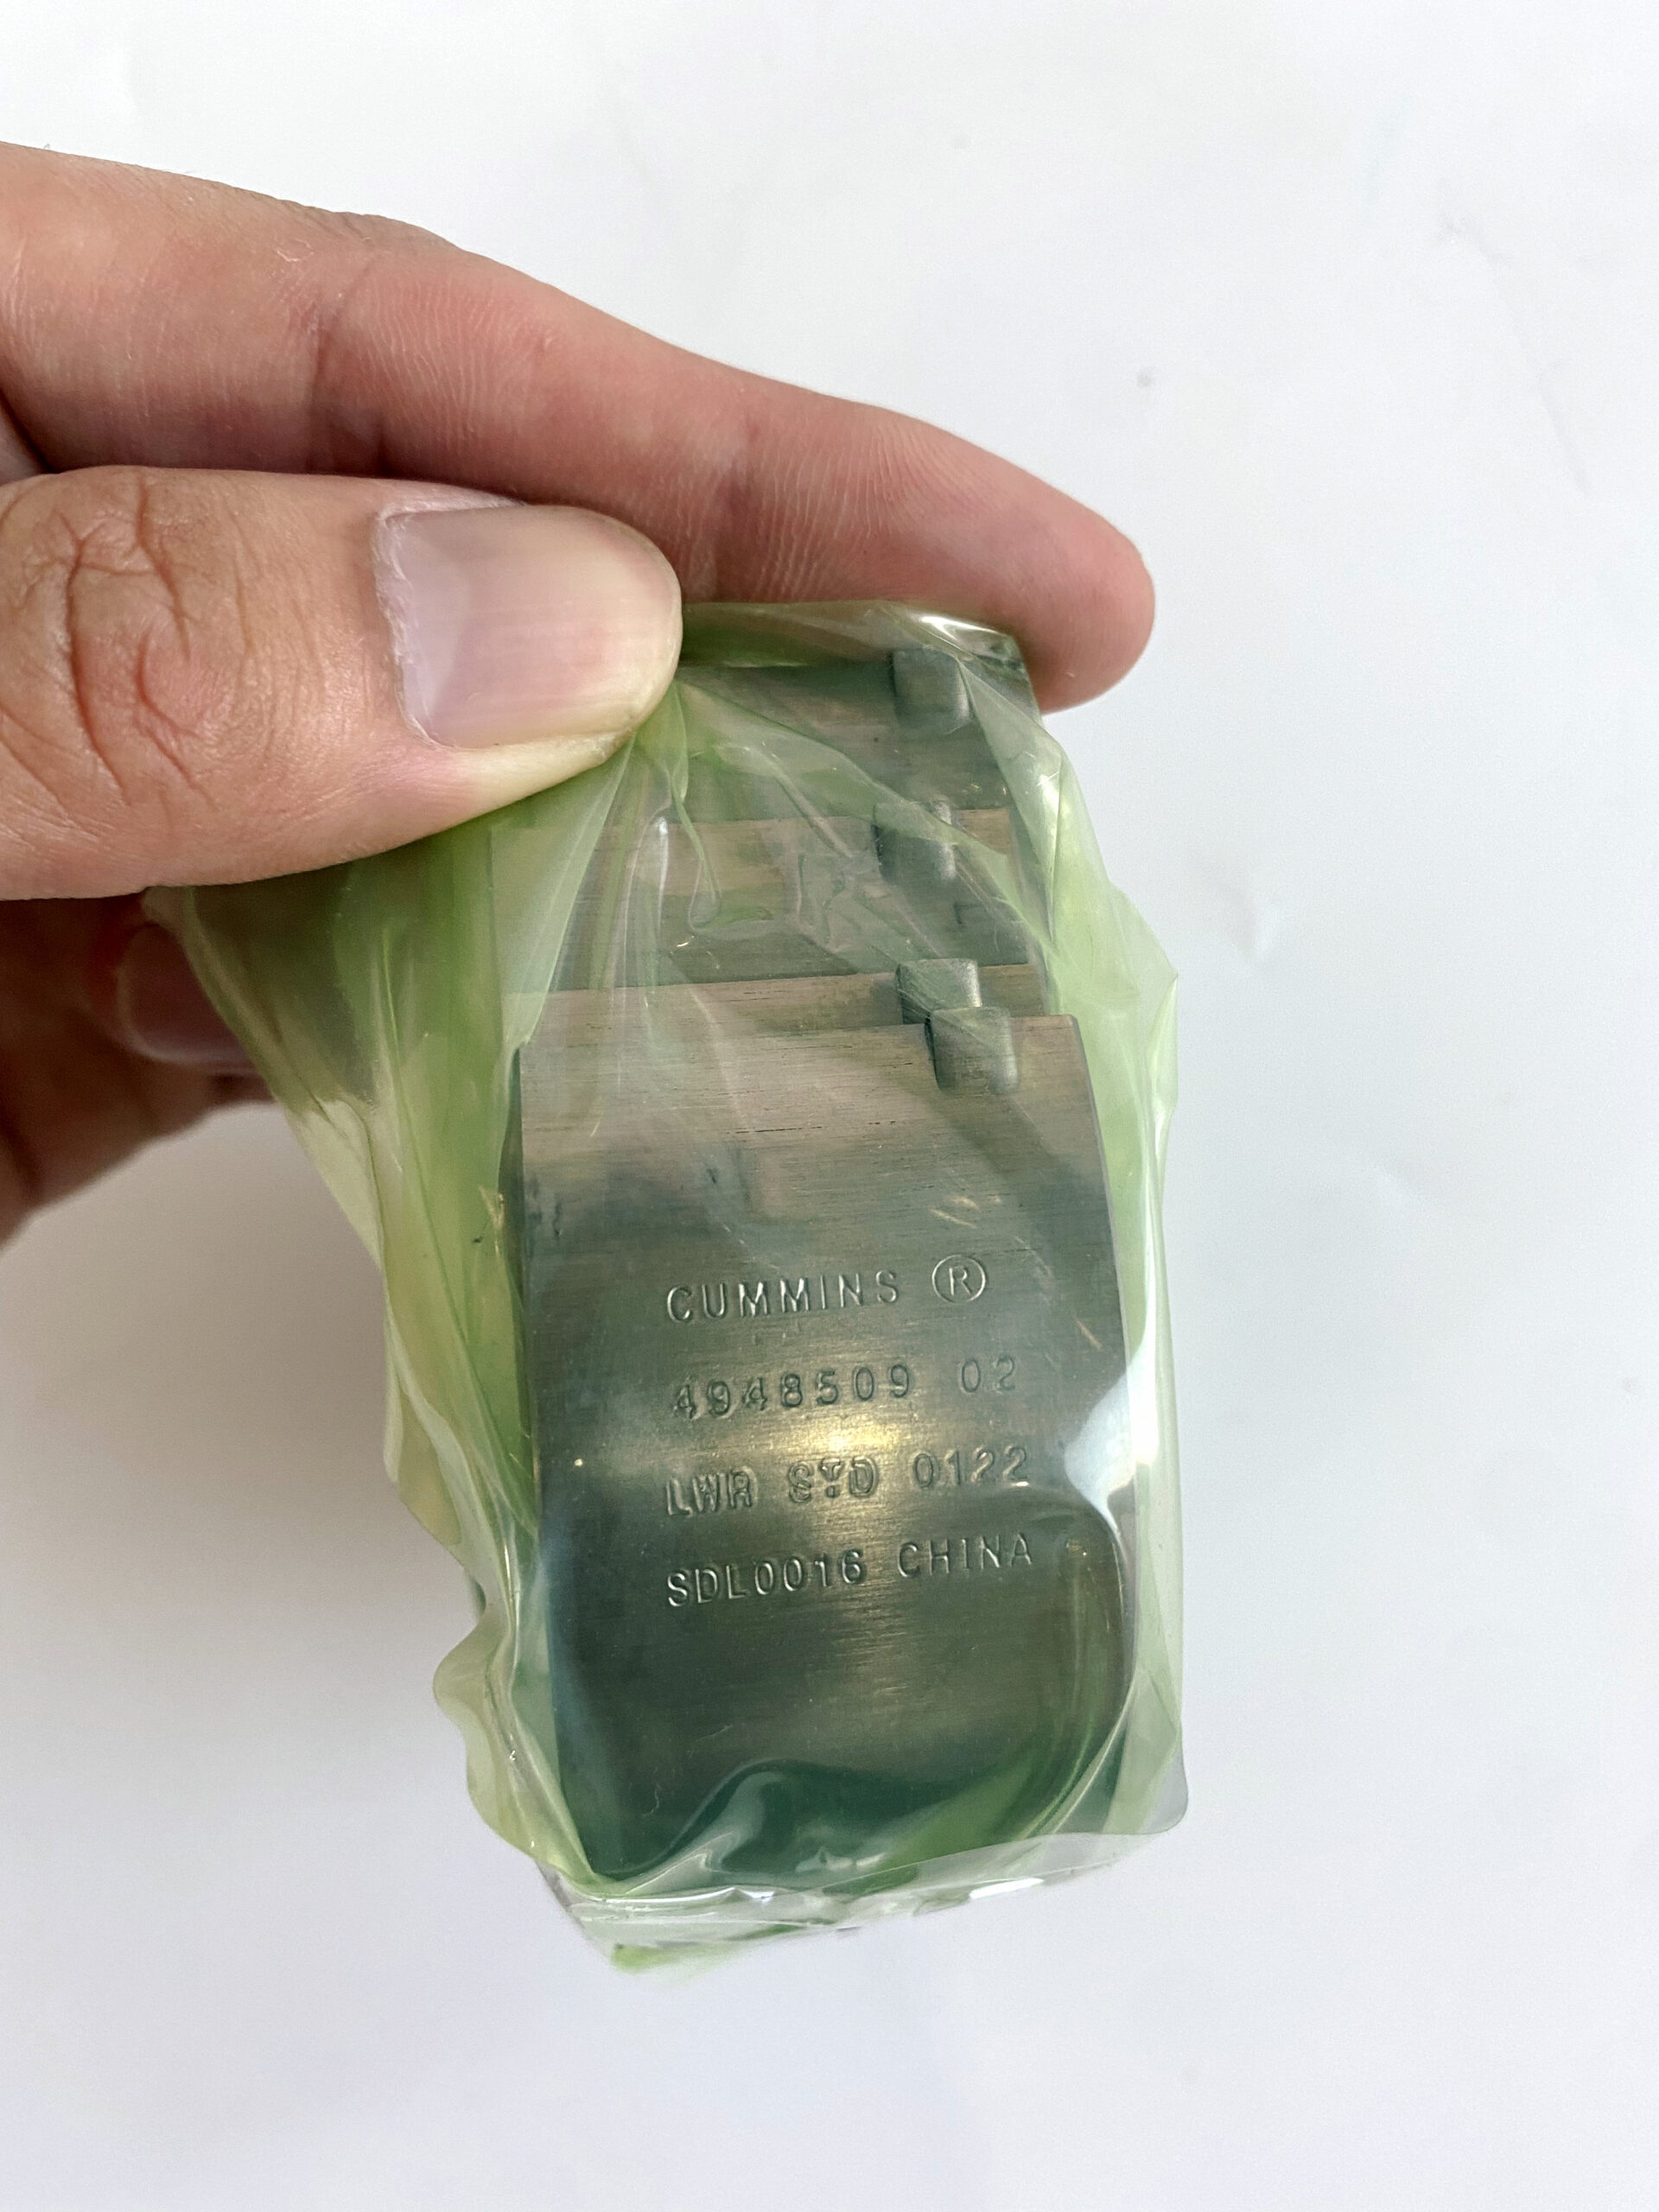 CUMMINS ®
4948509 02
LWR STD 0122
SDL0016 CHINA